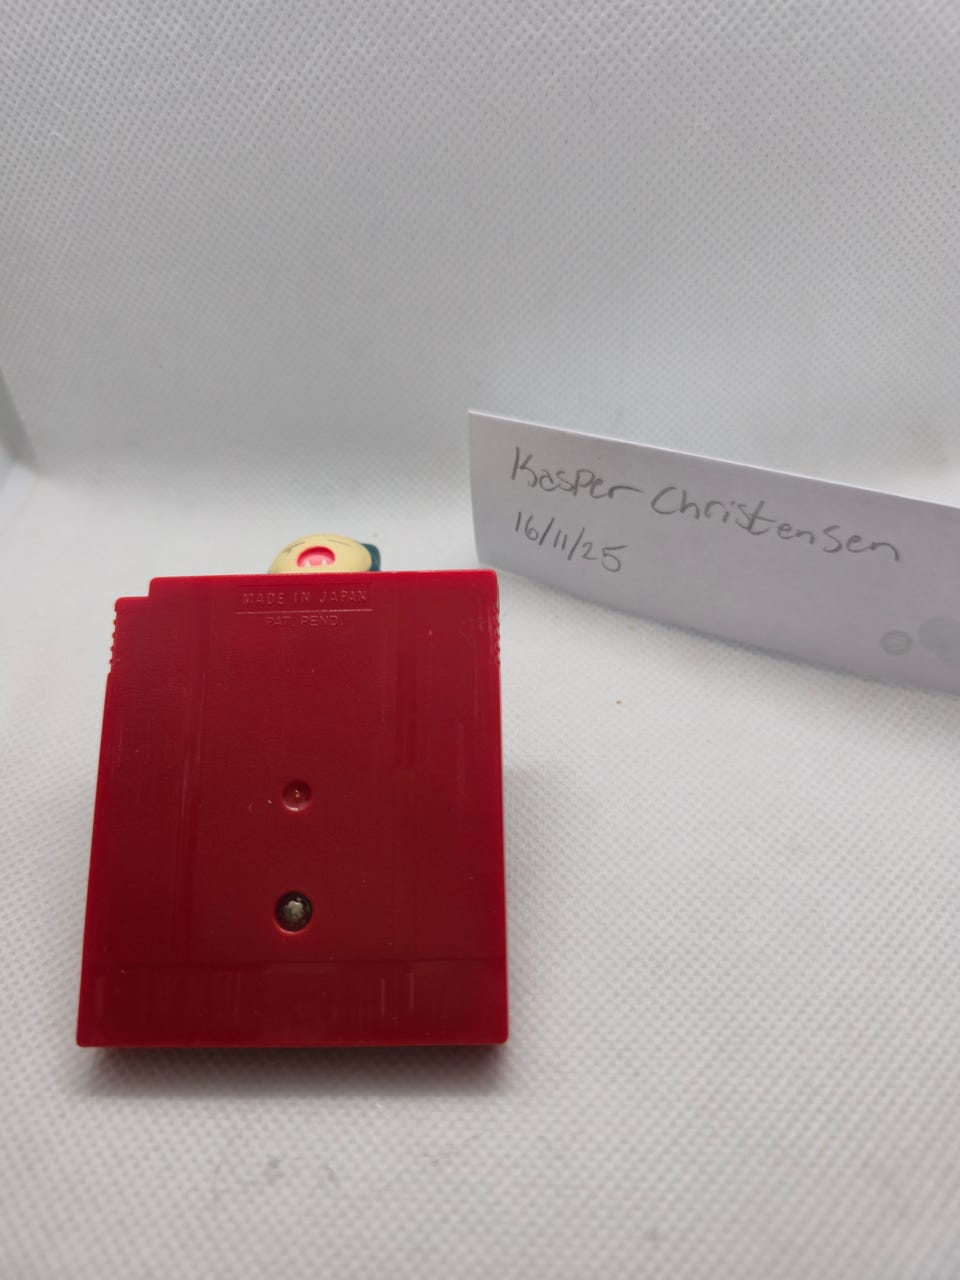 Kasper Christensen
16/11/25
MADE IN JAPAN
PAT. PEND.